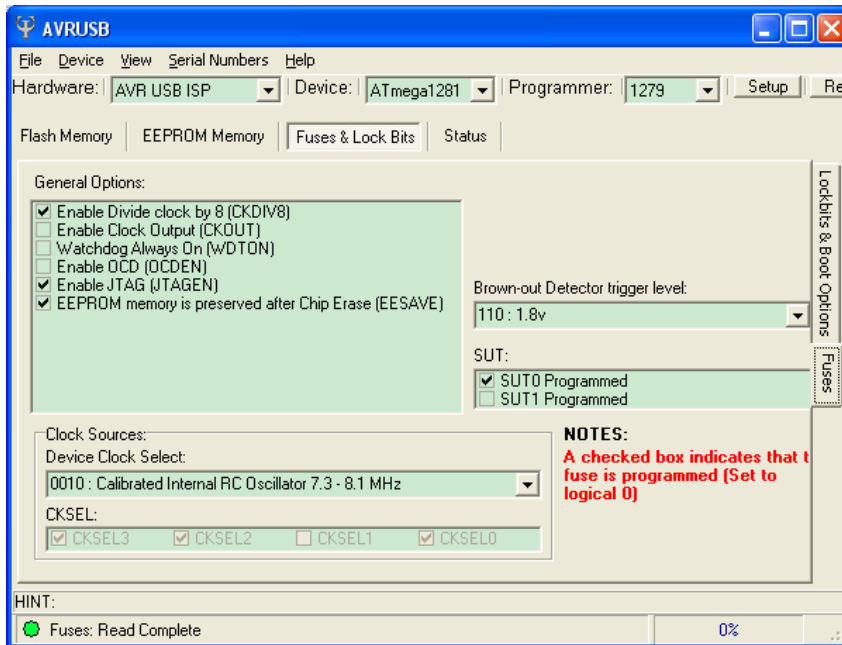 AVRUSB
File Device View Serial Numbers Help
Hardware: AVR USB ISP Device: ATmega1281 Programmer: 1279 Setup Re
Flash Memory EEPROM Memory Fuses & Lock Bits Status
General Options:
Enable Divide clock by 8 (CKDIV8)
Enable Clock Output (CKOUT)
Watchdog Always On (WDTON)
Enable OCD (OCDEN)
Enable JTAG (JTAGEN)
EEPROM memory is preserved after Chip Erase (EESAVE)
Brown-out Detector trigger level:
110 : 1.8v
SUT:
SUT0 Programmed
SUT1 Programmed
Lockbits & Boot Options
Fuses
Clock Sources:
Device Clock Select:
0010 : Calibrated Internal RC Oscillator 7.3 - 8.1 MHz
CKSEL:
CKSEL3 CKSEL2 CKSEL1 CKSEL0
NOTES:
A checked box indicates that t
fuse is programmed (Set to
logical 0)
HINT:
Fuses: Read Complete 0%